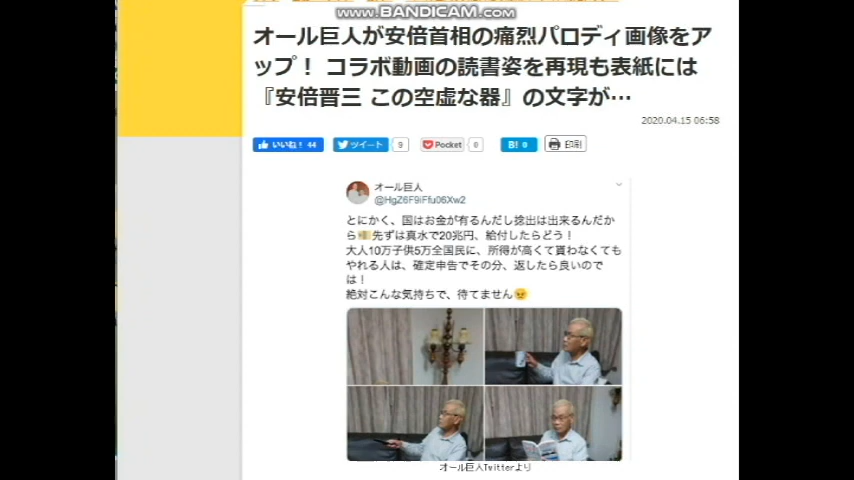 www.BANDICAM.com
オール巨人が安倍首相の痛烈パロディ画像をア
ップ！ コラボ動画の読書姿を再現も表紙には
『安倍晋三 この空虚な器』の文字が…
2020.04.15 06:58
いいね！ 44
ツイート
9
Pocket
0
B! 0
印刷
オール巨人
@HgZ6F9iFfu06Xw2
とにかく、国はお金が有るんだし捻出は出来るんだか
ら先ずは真水で20兆円、給付したらどう！
大人10万子供5万全国民に、所得が高くて貰わなくても
やれる人は、確定申告でその分、返したら良いので
は！
絶対こんな気持ちで、待てません
オール巨人Twitterより